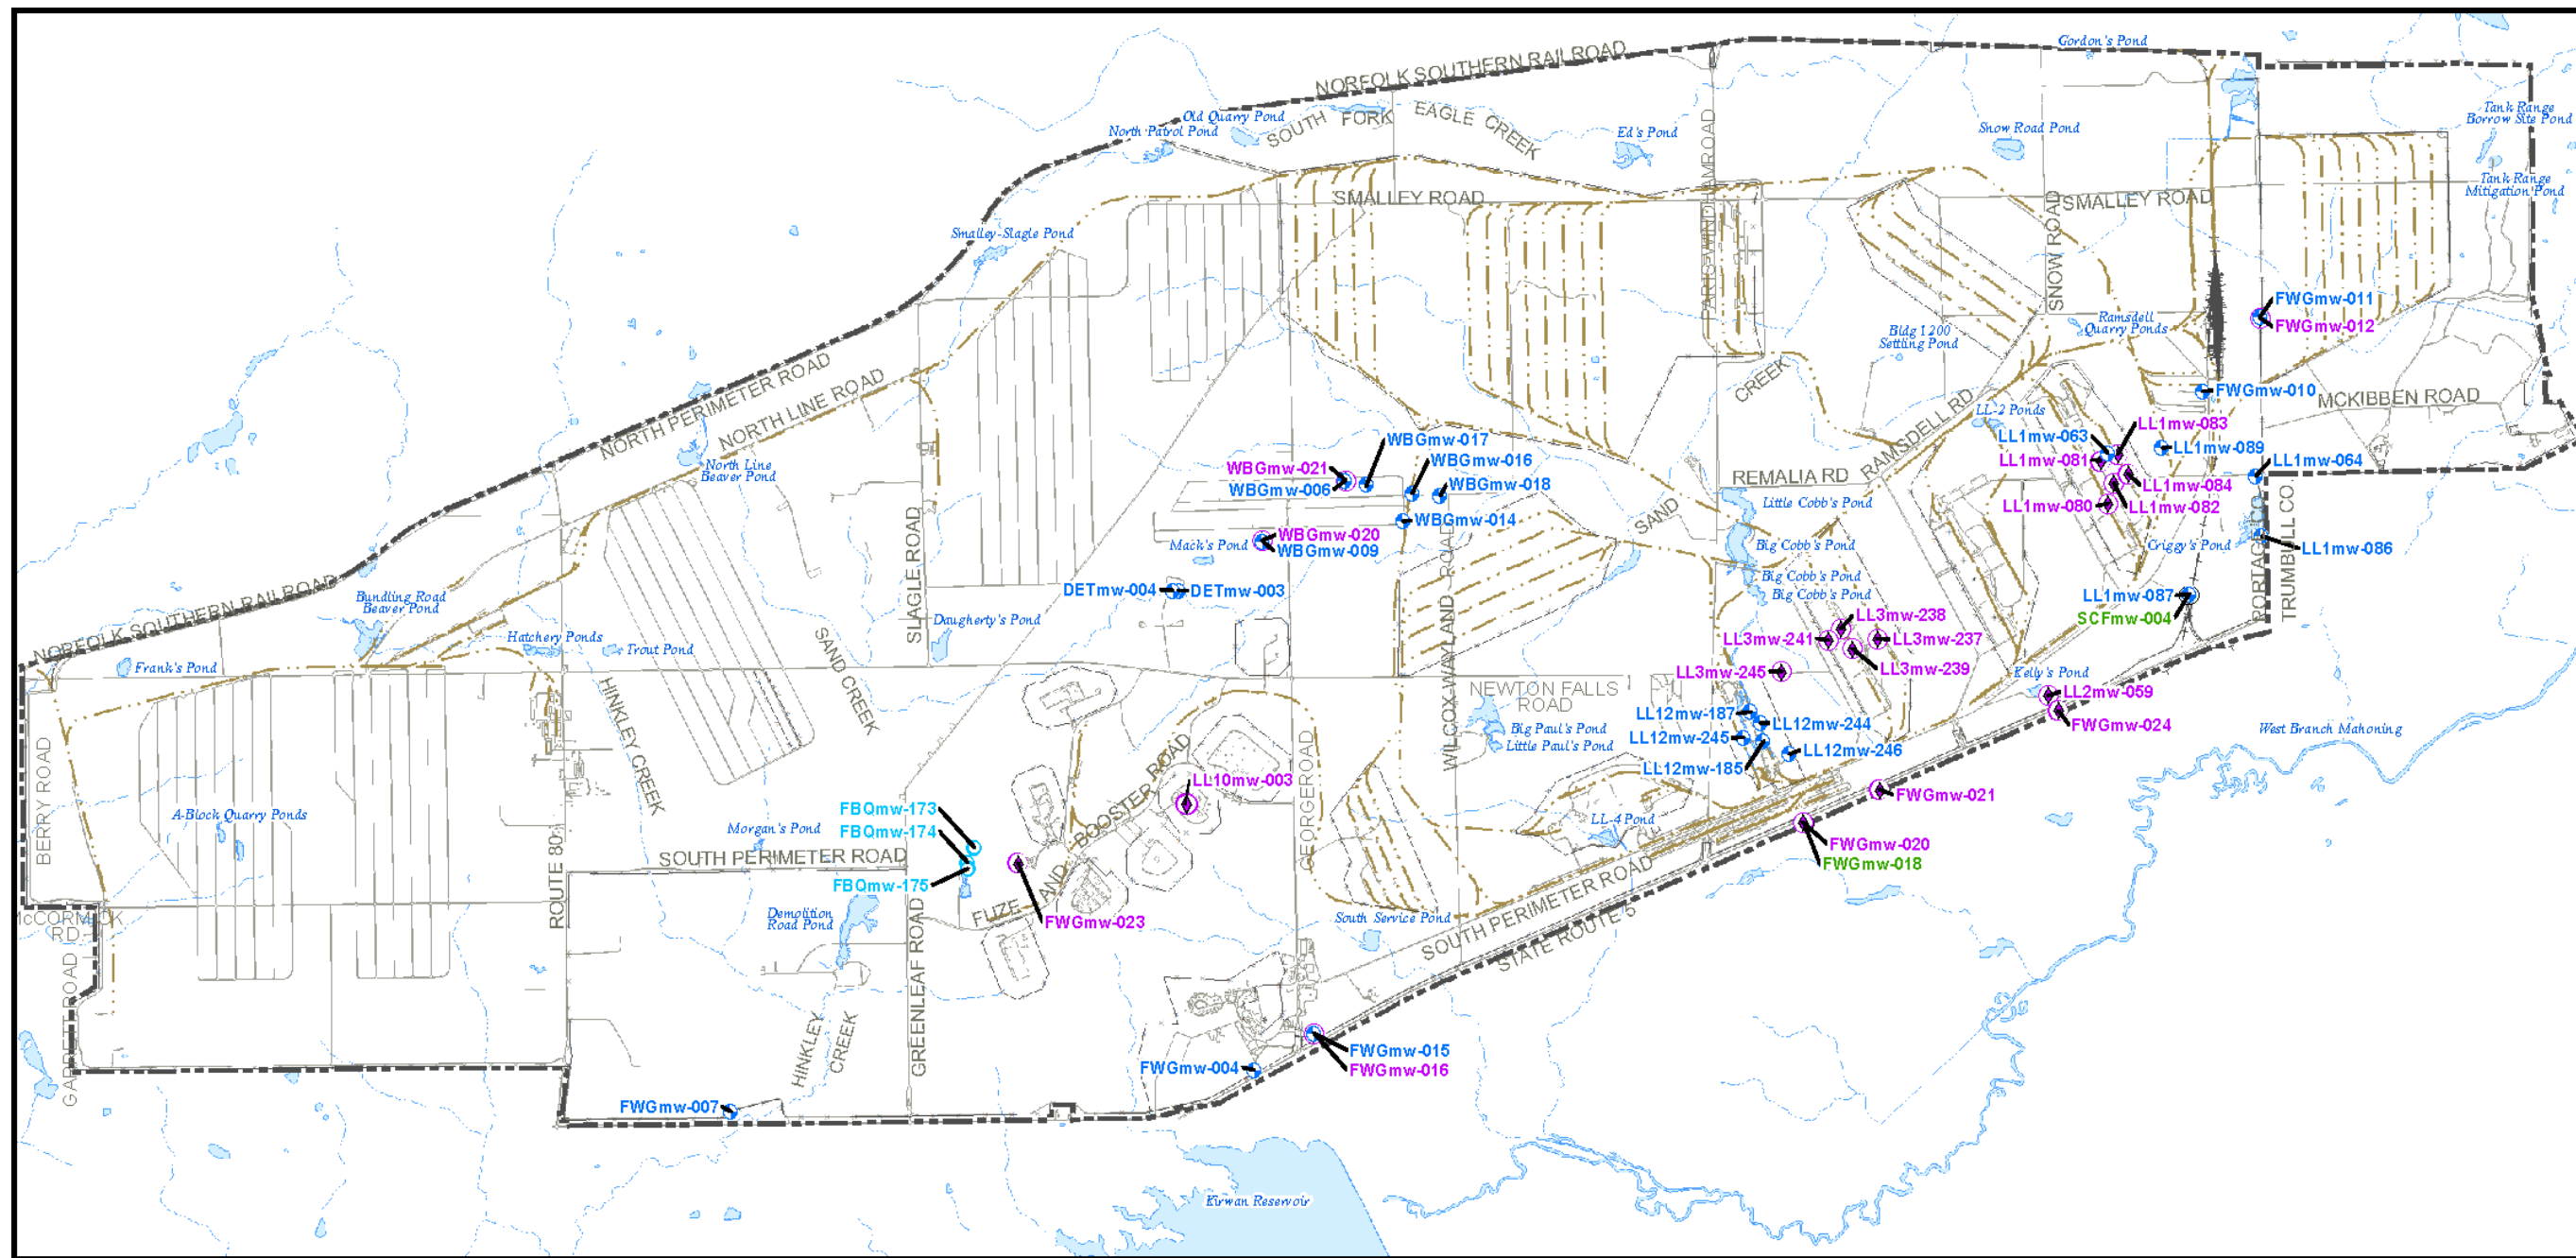 Gordon's Pond
NORFOLK SOUTHERN RAILROAD
Old Quarry Pond
North Patrol Pond
SOUTH FORK EAGLE CREEK
Ed's Pond
Snow Road Pond
Tank Range
Borrow Site Pond
Tank Range
Mitigation Pond
SMALLEY ROAD
SMALLEY ROAD
SNOW ROAD
Smalley-Slagle Pond
FWGmw-011
FWGmw-012
Ramsdell
Quarry Ponds
Bldg 1200
Settling Pond
NORTH PERIMETER ROAD
NORTH LINE ROAD
CREEK
FWGmw-010
MCKIBBEN ROAD
LL-2 Ponds
RAMSDELL RD
LL1mw-083
LL1mw-063
LL1mw-089
LL1mw-081
LL1mw-064
LL1mw-084
LL1mw-080
LL1mw-082
WBGmw-017
WBGmw-016
WBGmw-021
WBGmw-006
WBGmw-018
WBGmw-014
REMALIA RD
Little Cobb's Pond
North Line
Beaver Pond
SLAGLE ROAD
SAND
WBGmw-020
WBGmw-009
Mack's Pond
Big Cobb's Pond
Criggy's Pond
LL1mw-086
PORTAGE CO.
TRUMBULL CO.
NORFOLK SOUTHERN RAILROAD
Bundling Road
Beaver Pond
DETmw-004
DETmw-003
Big Cobb's Pond
Big Cobb's Pond
LL1mw-087
SCFmw-004
Daugherty's Pond
Hatchery Ponds
Trout Pond
SAND CREEK
WILCOX-WAYLAND ROAD
LL3mw-238
LL3mw-241
LL3mw-237
LL3mw-239
LL3mw-245
Frank's Pond
Kelly's Pond
HINKLEY CREEK
NEWTON FALLS
ROAD
LL2mw-059
FWGmw-024
LL12mw-187
LL12mw-244
LL12mw-245
LL12mw-246
LL12mw-185
Big Paul's Pond
Little Paul's Pond
West Branch Mahoning
BERRY ROAD
LL10mw-003
GEORGE ROAD
FWGmw-021
A-Block Quarry Ponds
FBQmw-173
FBQmw-174
FBQmw-175
Morgan's Pond
SOUTH PERIMETER ROAD
ROUTE 80
FUZE AND BOOSTER ROAD
LL-4 Pond
FWGmw-020
FWGmw-018
McCORMICK
RD.
Demolition
Road Pond
FWGmw-023
South Service Pond
SOUTH PERIMETER ROAD
STATE ROUTE 5
GARRETT ROAD
GREENLEAF ROAD
HINKLEY
CREEK
FWGmw-015
FWGmw-016
FWGmw-004
FWGmw-007
Kirwan Reservoir